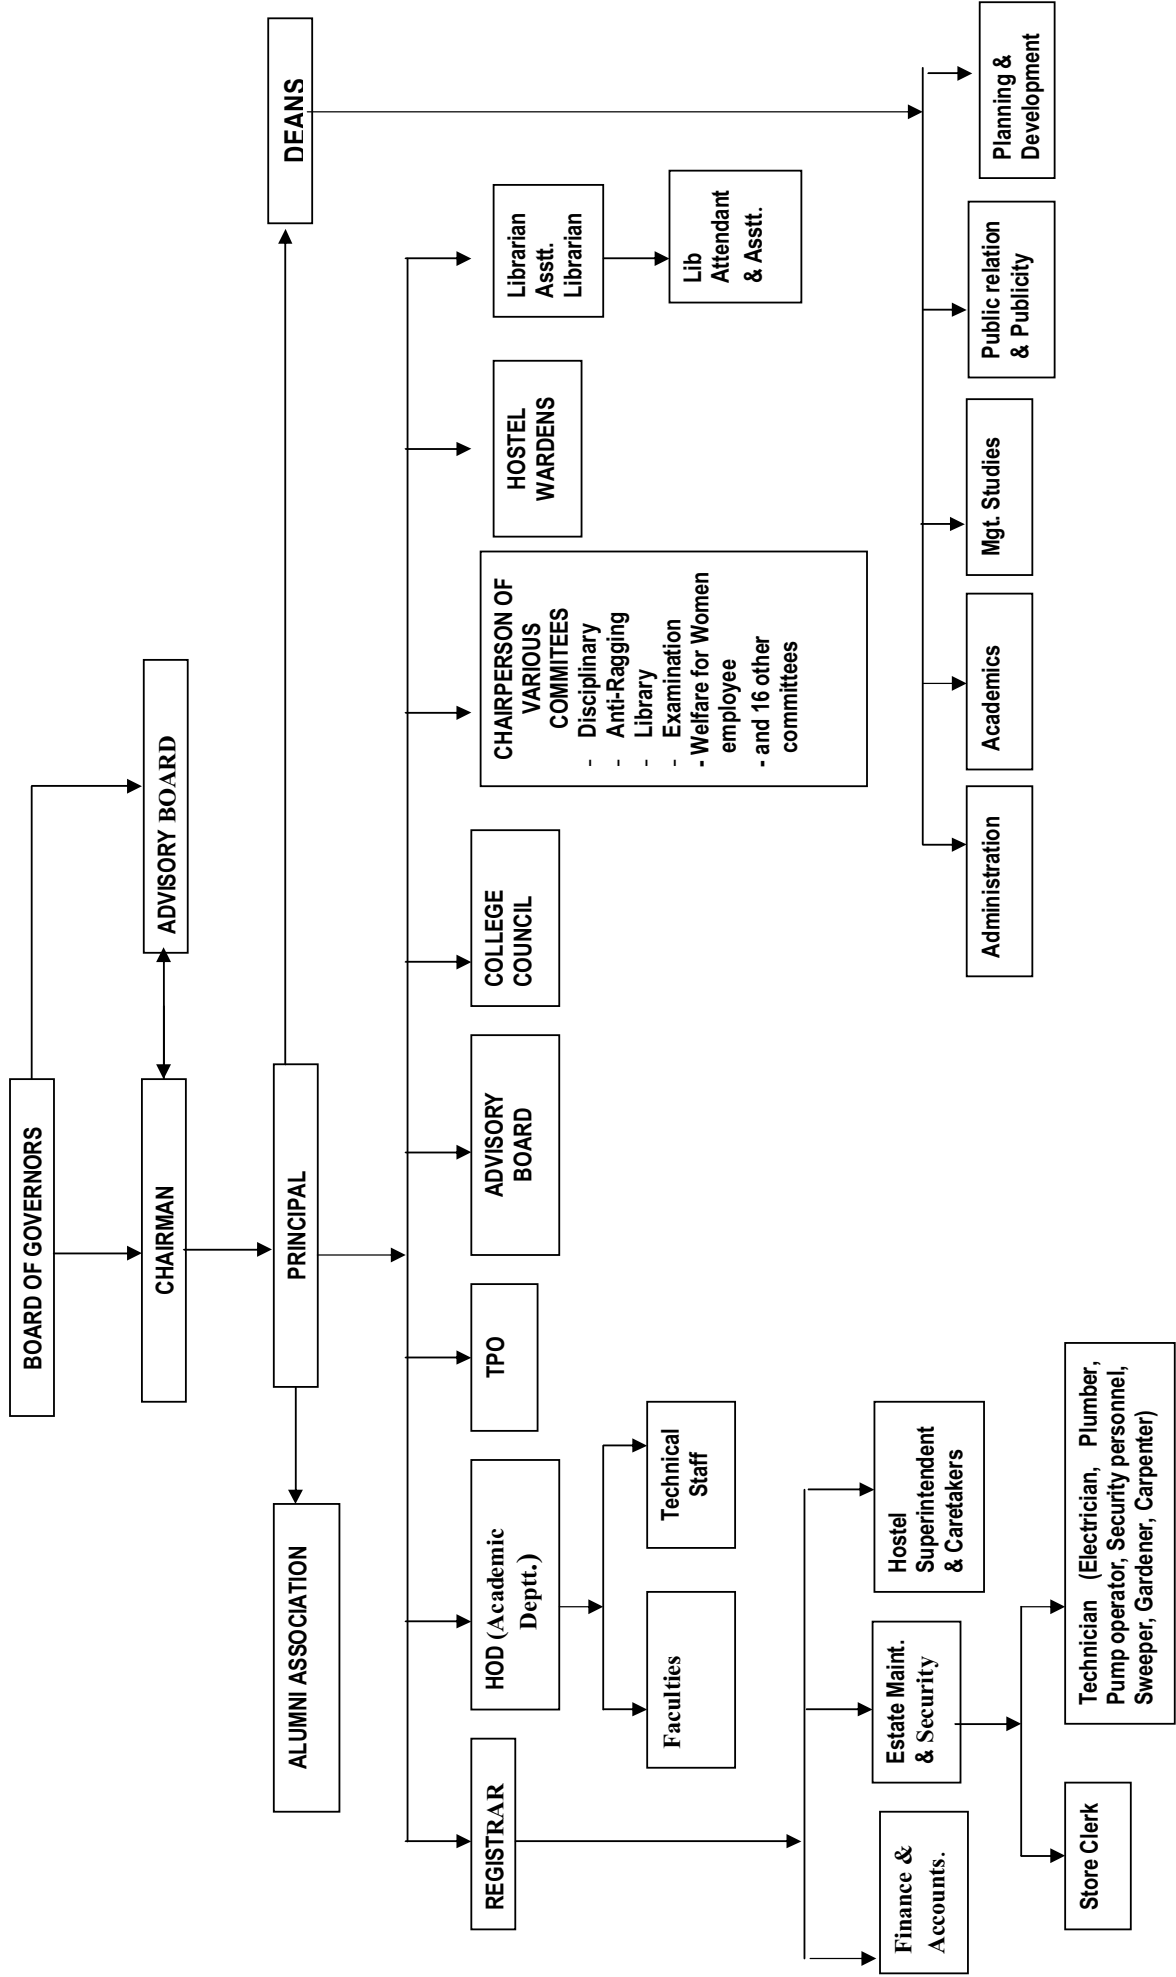 BOARD OF GOVERNORS
CHAIRMAN
ADVISORY BOARD
ALUMNI ASSOCIATION
PRINCIPAL
DEANS
REGISTRAR
HOD (Academic
Deptt.)
TPO
ADVISORY
BOARD
COLLEGE
COUNCIL
CHAIRPERSON OF
VARIOUS
COMMITEES
- Disciplinary
- Anti-Ragging
- Library
- Examination
- Welfare for Women
employee
- and 16 other
committees
HOSTEL
WARDENS
Librarian
Asstt.
Librarian
Faculties
Technical
Staff
Lib
Attendant
& Asstt.
Finance &
Accounts.
Estate Maint.
& Security
Hostel
Superintendent
& Caretakers
Administration
Academics
Mgt. Studies
Public relation
& Publicity
Planning &
Development
Store Clerk
Technician (Electrician, Plumber,
Pump operator, Security personnel,
Sweeper, Gardener, Carpenter)